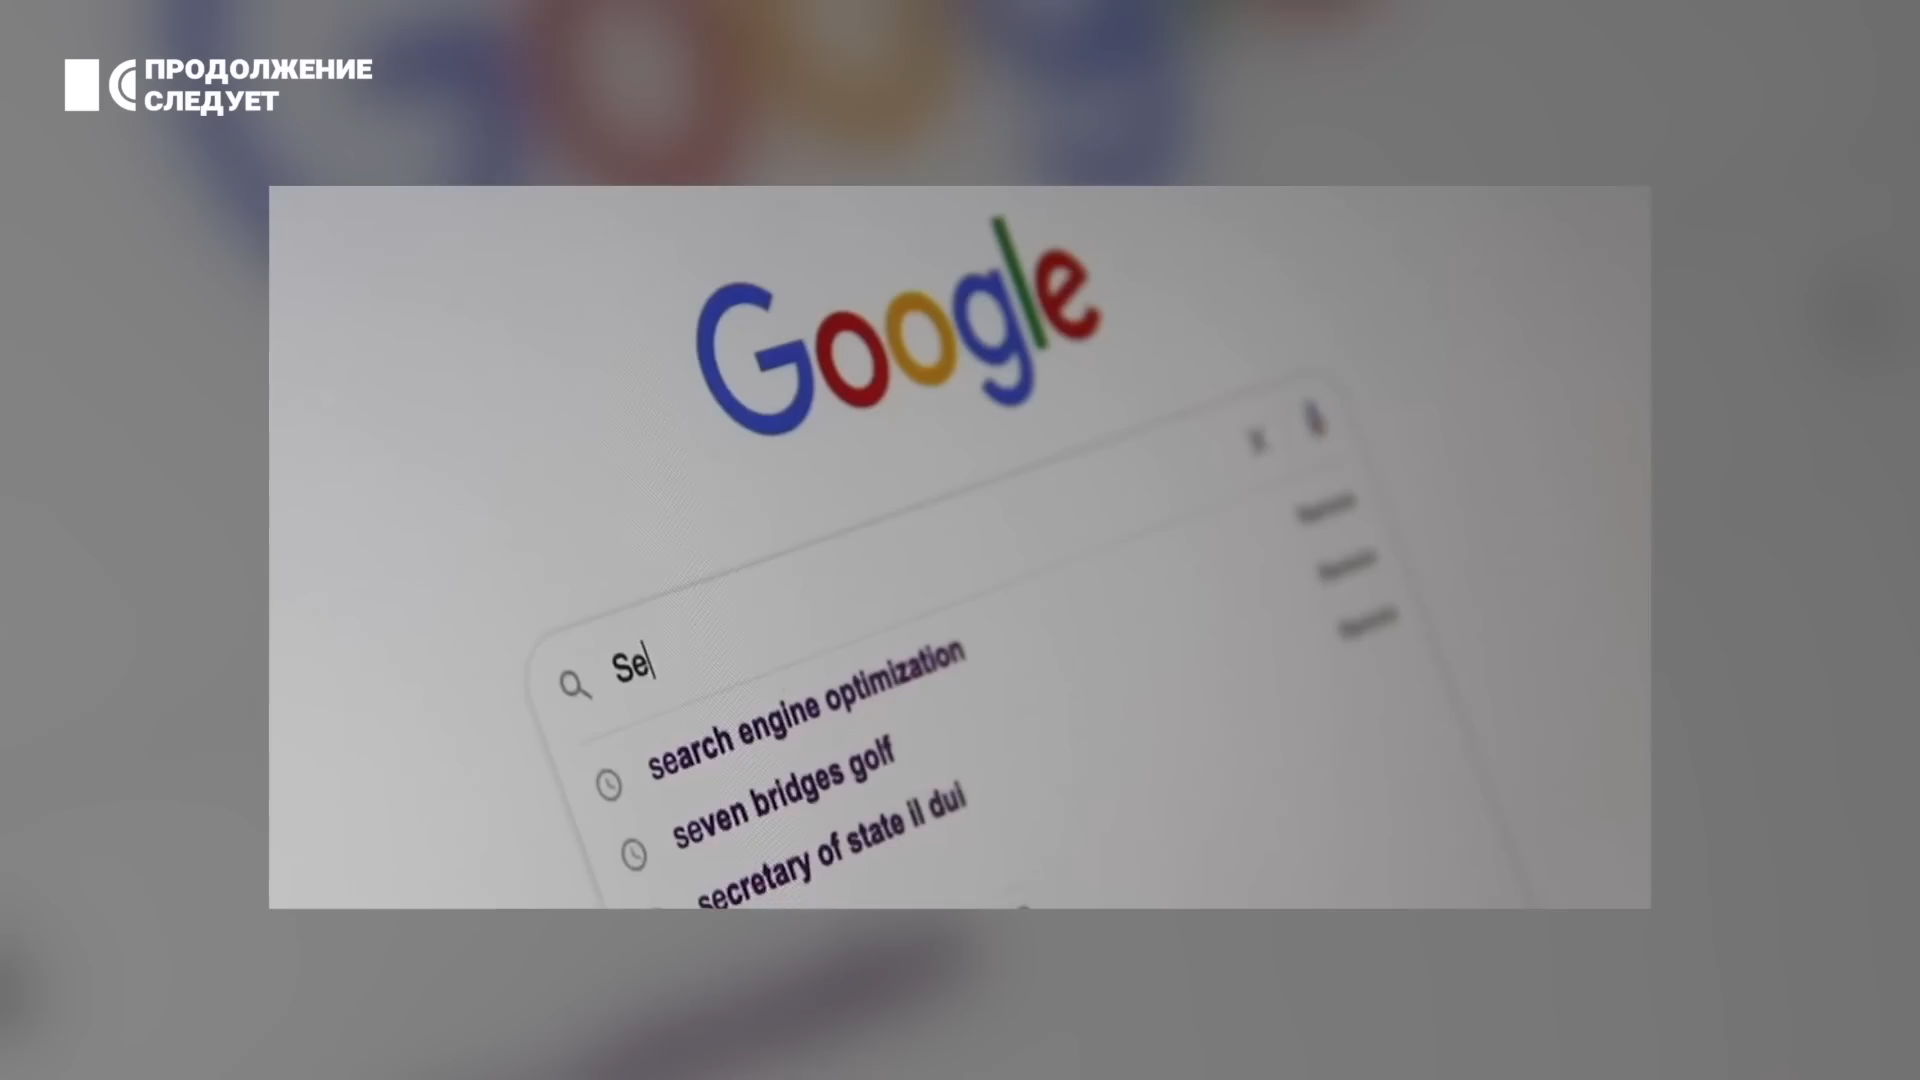 ПРОДОЛЖЕНИЕ
СЛЕДУЕТ
Google
Se
search engine optimization
seven bridges golf
secretary of state il dui